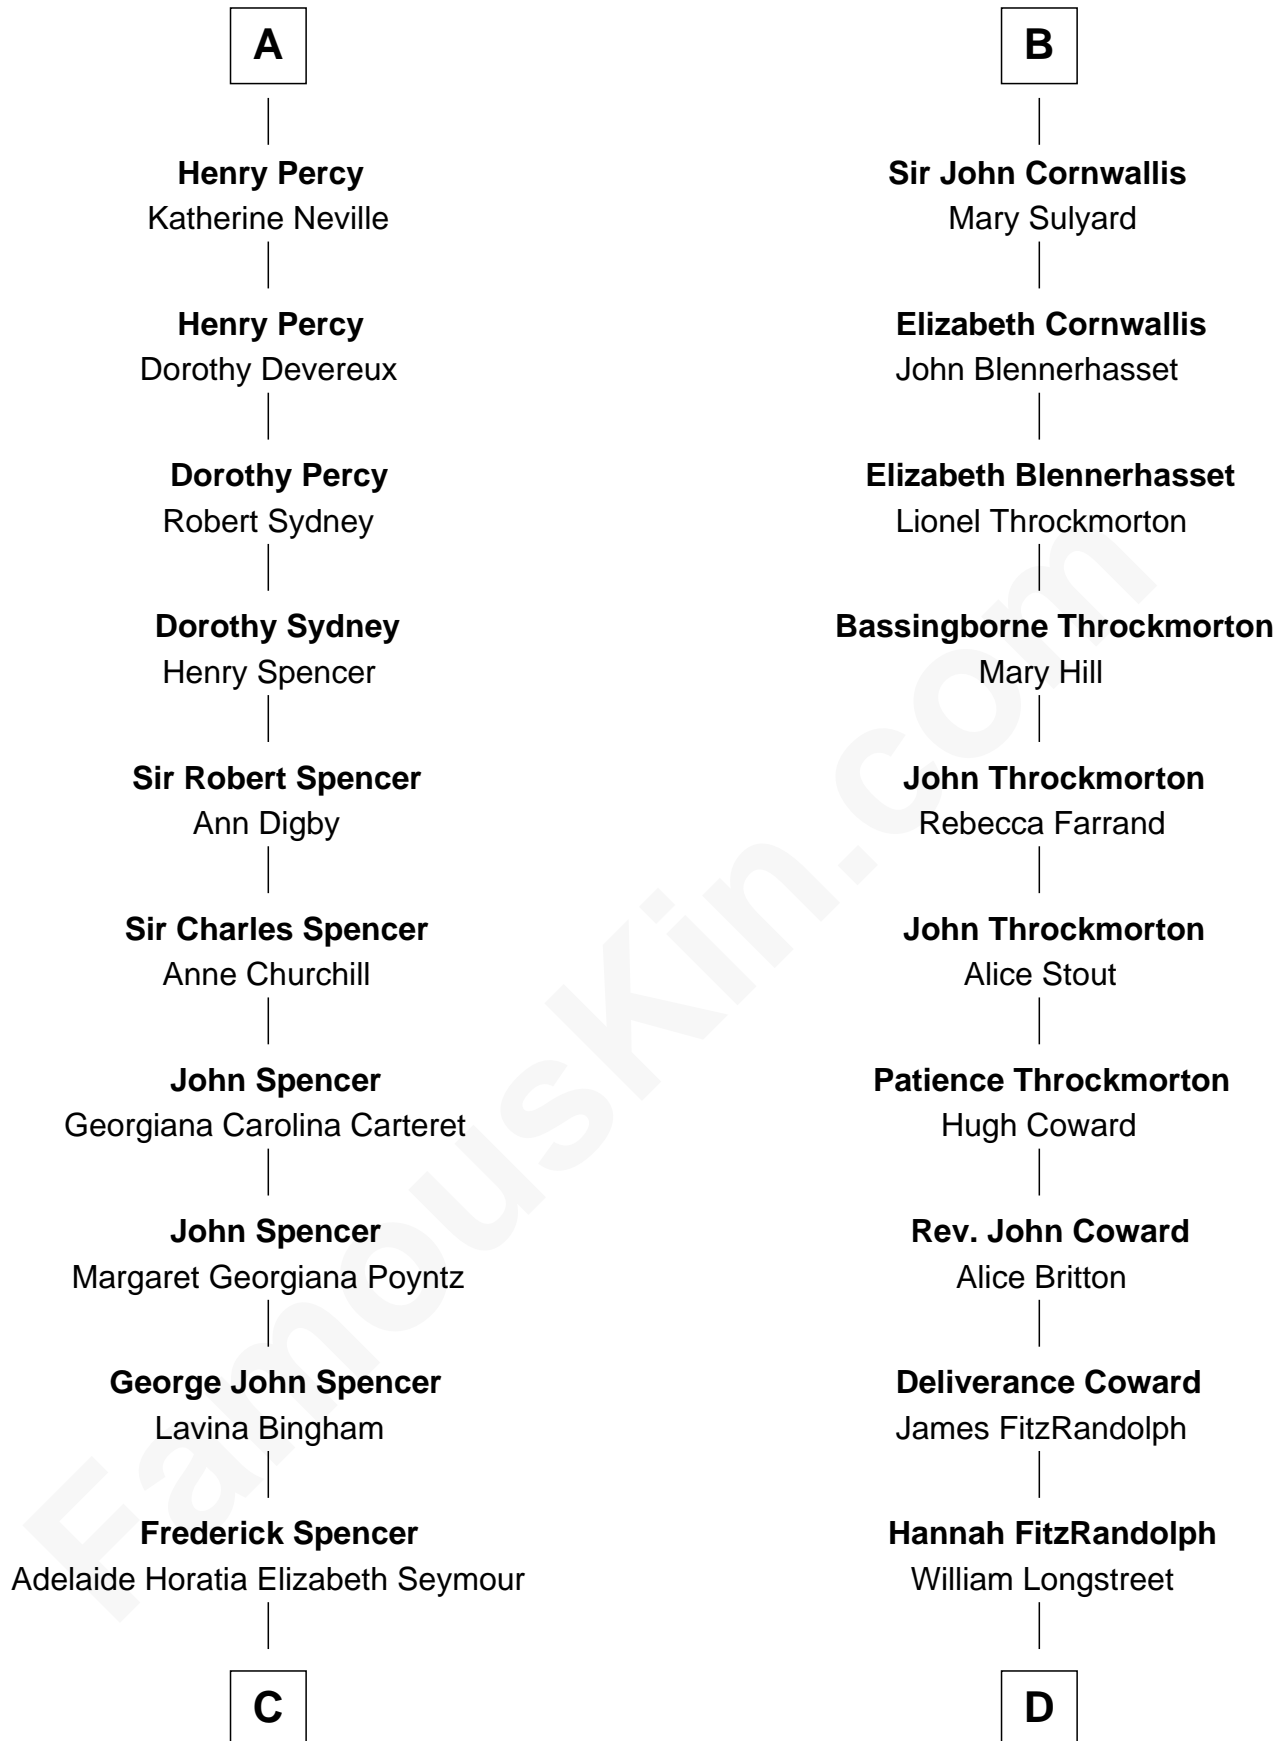 A
Henry Percy
Katherine Neville
Henry Percy
Dorothy Devereux
Dorothy Percy
Robert Sydney
Dorothy Sydney
Henry Spencer
Sir Robert Spencer
Ann Digby
Sir Charles Spencer
Anne Churchill
John Spencer
Georgiana Carolina Carteret
John Spencer
Margaret Georgiana Poyntz
George John Spencer
Lavina Bingham
Frederick Spencer
Adelaide Horatia Elizabeth Seymour
C
B
Sir John Cornwallis
Mary Sulyard
Elizabeth Cornwallis
John Blennerhasset
Elizabeth Blennerhasset
Lionel Throckmorton
Bassingborne Throckmorton
Mary Hill
John Throckmorton
Rebecca Farrand
John Throckmorton
Alice Stout
Patience Throckmorton
Hugh Coward
Rev. John Coward
Alice Britton
Deliverance Coward
James FitzRandolph
Hannah FitzRandolph
William Longstreet
D
FamousKin.com